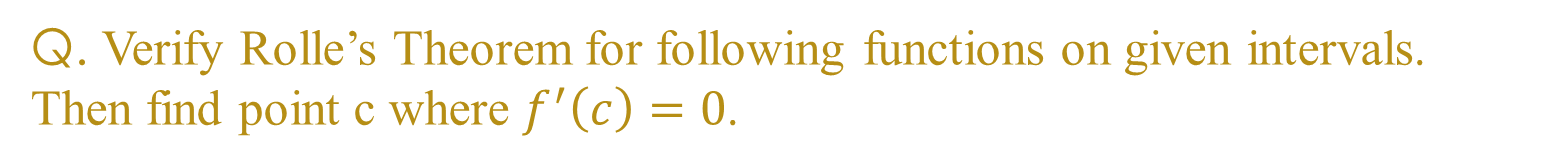 Q. Verify Rolle’s Theorem for following functions on given intervals.
Then find point c where f′(c) = 0.